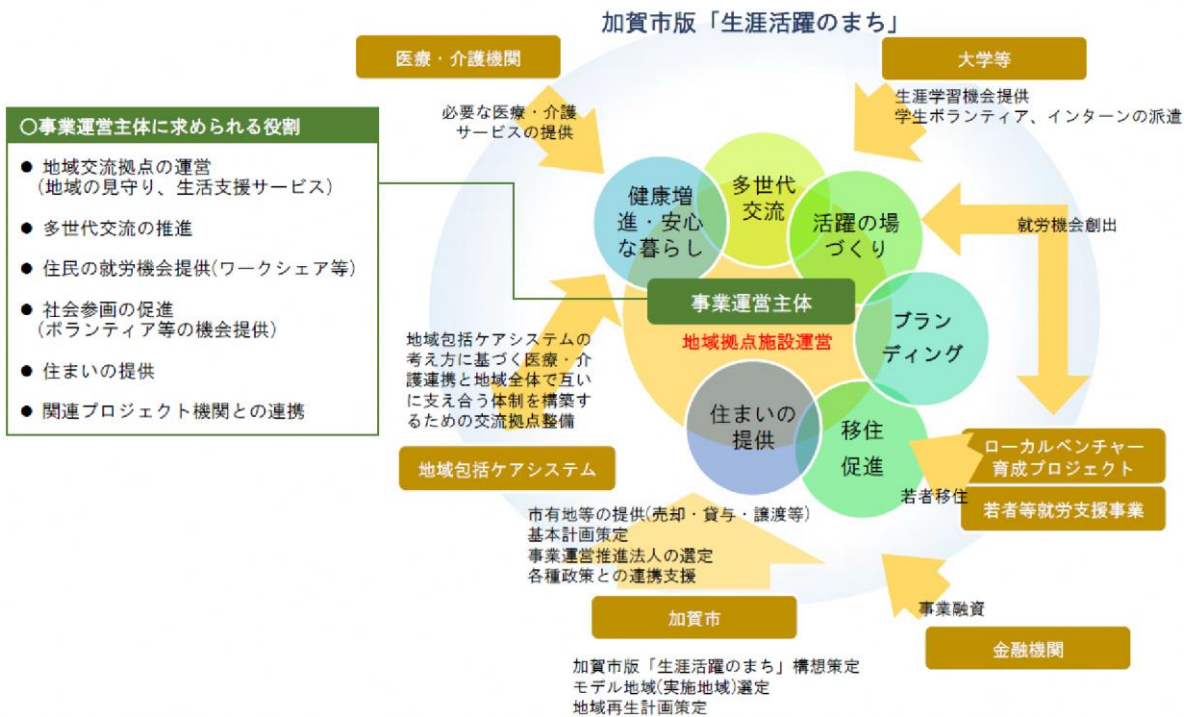 加賀市版「生涯活躍のまち」
医療・介護機関
大学等
必要な医療・介護
サービスの提供
生涯学習機会提供
学生ボランティア、インターンの派遣
〇事業運営主体に求められる役割
● 地域交流拠点の運営
(地域の見守り、生活支援サービス)
● 多世代交流の推進
● 住民の就労機会提供(ワークシェア等)
● 社会参画の促進
(ボランティア等の機会提供)
● 住まいの提供
● 関連プロジェクト機関との連携
健康増
進・安心
な暮らし
多世代
交流
活躍の場
づくり
就労機会創出
事業運営主体
地域拠点施設運営
ブラン
ディング
住まいの
提供
移住
促進
地域包括ケアシステムの
考え方に基づく医療・介
護連携と地域全体で互い
に支え合う体制を構築す
るための交流拠点整備
地域包括ケアシステム
ローカルベンチャー
育成プロジェクト
若者移住
若者等就労支援事業
市有地等の提供(売却・貸与・譲渡等)
基本計画策定
事業運営推進法人の選定
各種政策との連携支援
加賀市
事業融資
金融機関
加賀市版「生涯活躍のまち」構想策定
モデル地域(実施地域)選定
地域再生計画策定